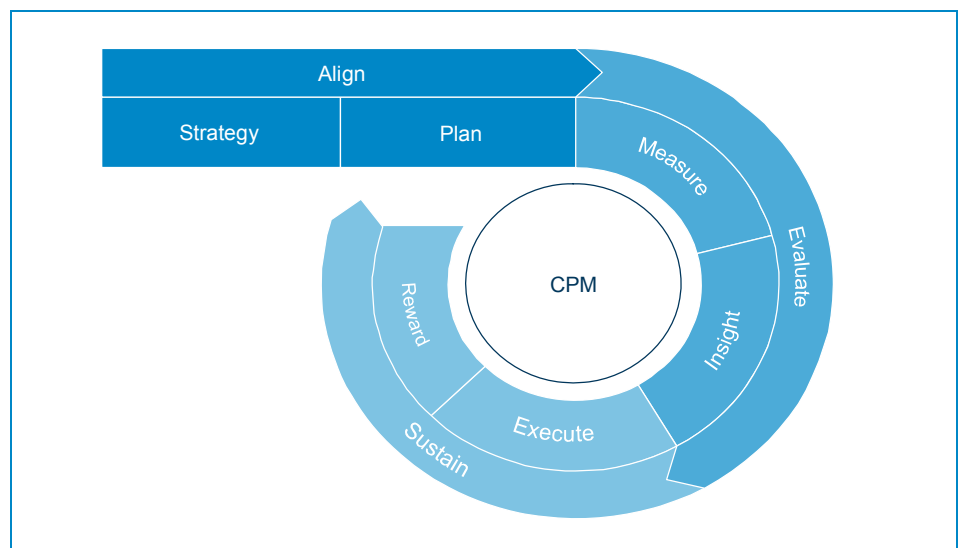 Align
Strategy
Plan
Measure
Evaluate
Insight
CPM
Reward
Execute
Sustain